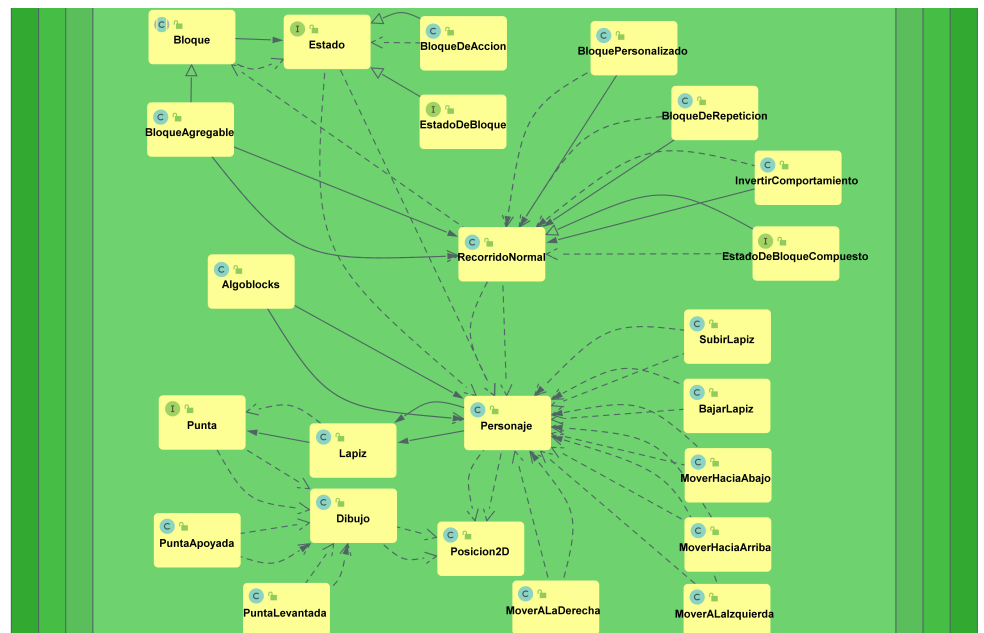 C Bloque
I Estado
C BloqueDeAccion
C BloquePersonalizado
C BloqueAgregable
I EstadoDeBloque
C BloqueDeRepeticion
C InvertirComportamiento
C RecorridoNormal
I EstadoDeBloqueCompuesto
C Algoblocks
C SubirLapiz
C BajarLapiz
I Punta
C Lapiz
C Personaje
C MoverHaciaAbajo
C PuntaApoyada
C Dibujo
C Posicion2D
C MoverHaciaArriba
C PuntaLevantada
C MoverALaDerecha
C MoverALaIzquierda